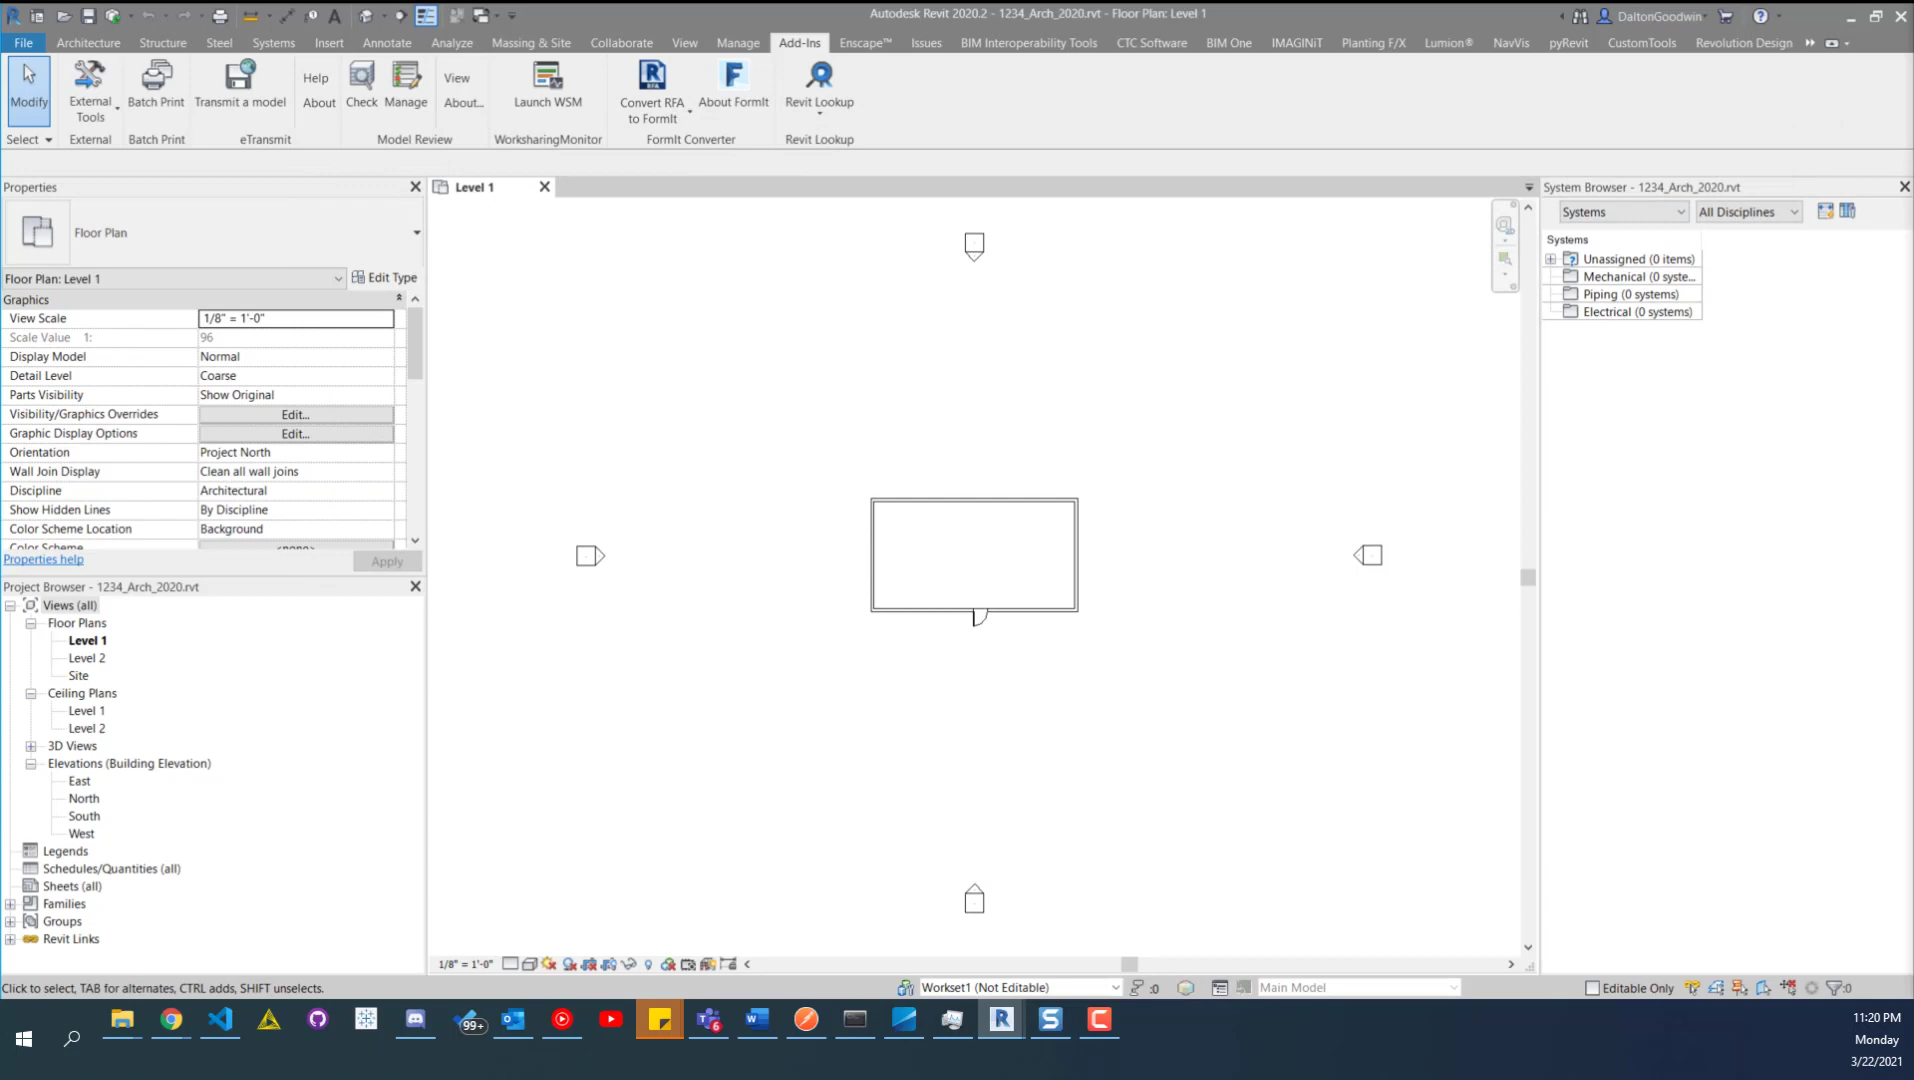 Autodesk Revit 2020.2 - 1234_Arch_2020.rvt - Floor Plan: Level 1
DaltonGoodwin
File Architecture Structure Steel Systems Insert Annotate Analyze Massing & Site Collaborate View Manage Add-Ins Enscape™ Issues BIM Interoperability Tools CTC Software BIM One IMAGINiT Planting F/X Lumion® NavVis pyRevit CustomTools Revolution Design
Modify
External Tools
Batch Print
Transmit a model
Help
About
Check
Manage
View
About...
Launch WSM
Convert RFA to FormIt
About FormIt
Revit Lookup
Select
External
Batch Print
eTransmit
Model Review
WorksharingMonitor
FormIt Converter
Revit Lookup
Properties
Floor Plan
Floor Plan: Level 1
Edit Type
Graphics
View Scale 1/8" = 1'-0"
Scale Value 1: 96
Display Model Normal
Detail Level Coarse
Parts Visibility Show Original
Visibility/Graphics Overrides Edit...
Graphic Display Options Edit...
Orientation Project North
Wall Join Display Clean all wall joins
Discipline Architectural
Show Hidden Lines By Discipline
Color Scheme Location Background
Color Scheme <none>
Properties help
Apply
Project Browser - 1234_Arch_2020.rvt
Views (all)
Floor Plans
Level 1
Level 2
Site
Ceiling Plans
Level 1
Level 2
3D Views
Elevations (Building Elevation)
East
North
South
West
Legends
Schedules/Quantities (all)
Sheets (all)
Families
Groups
Revit Links
Level 1
System Browser - 1234_Arch_2020.rvt
Systems
All Disciplines
Systems
Unassigned (0 items)
Mechanical (0 syste...
Piping (0 systems)
Electrical (0 systems)
1/8" = 1'-0"
Click to select, TAB for alternates, CTRL adds, SHIFT unselects.
Workset1 (Not Editable)
:0
Main Model
Editable Only
:0
99+
6
11:20 PM
Monday
3/22/2021